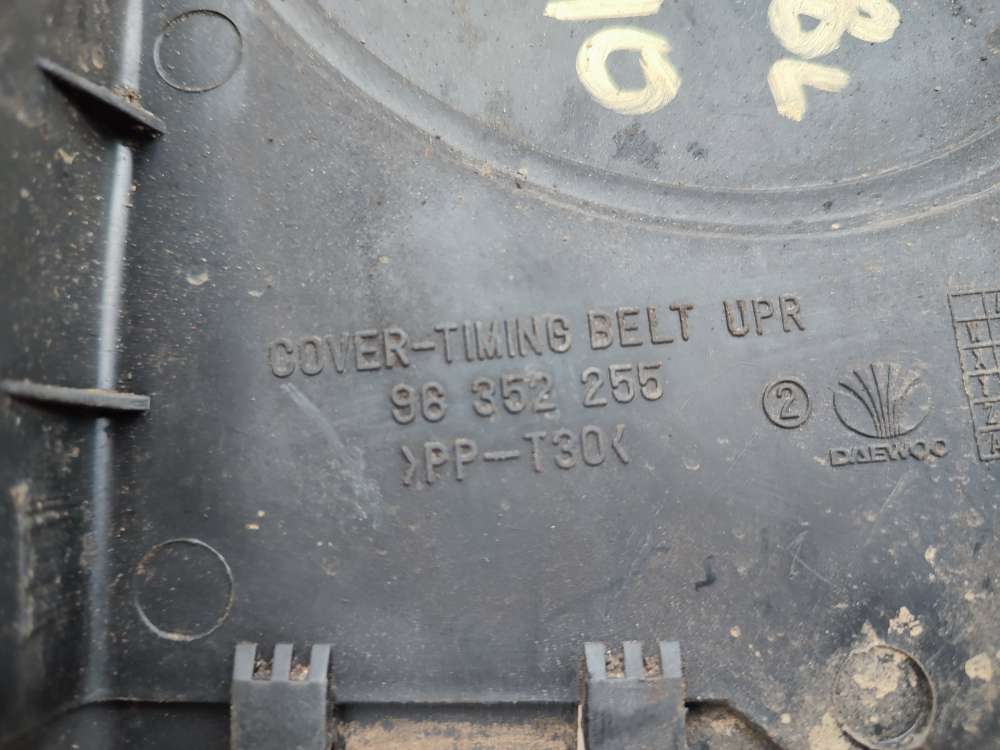 COVER-TIMING BELT UPR
96 352 255
>PP-T30<
2
DAEWOO